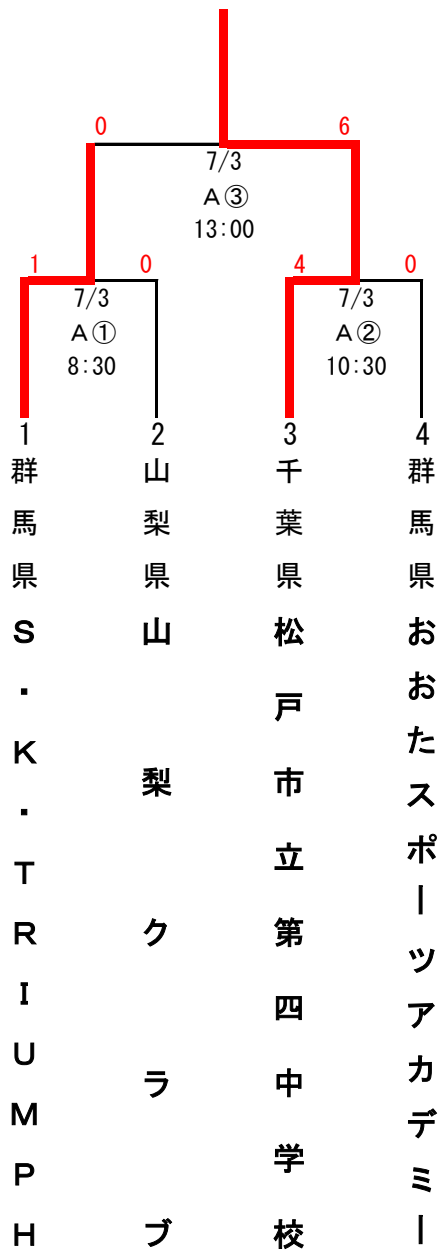 0 6
7/3
A③
13:00
1 0 4 0
7/3 7/3
A① A②
8:30 10:30
1 2 3 4
群馬県 S・K・TRIUMPH
山梨県 山梨クラブ
千葉県 松戸市立第四中学校
群馬県 おおたスポーツアカデミー